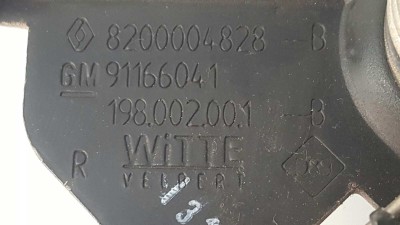 8200004828 - B
GM 91166041
198.002.00.1 - B
R WiTTE
VELBERT